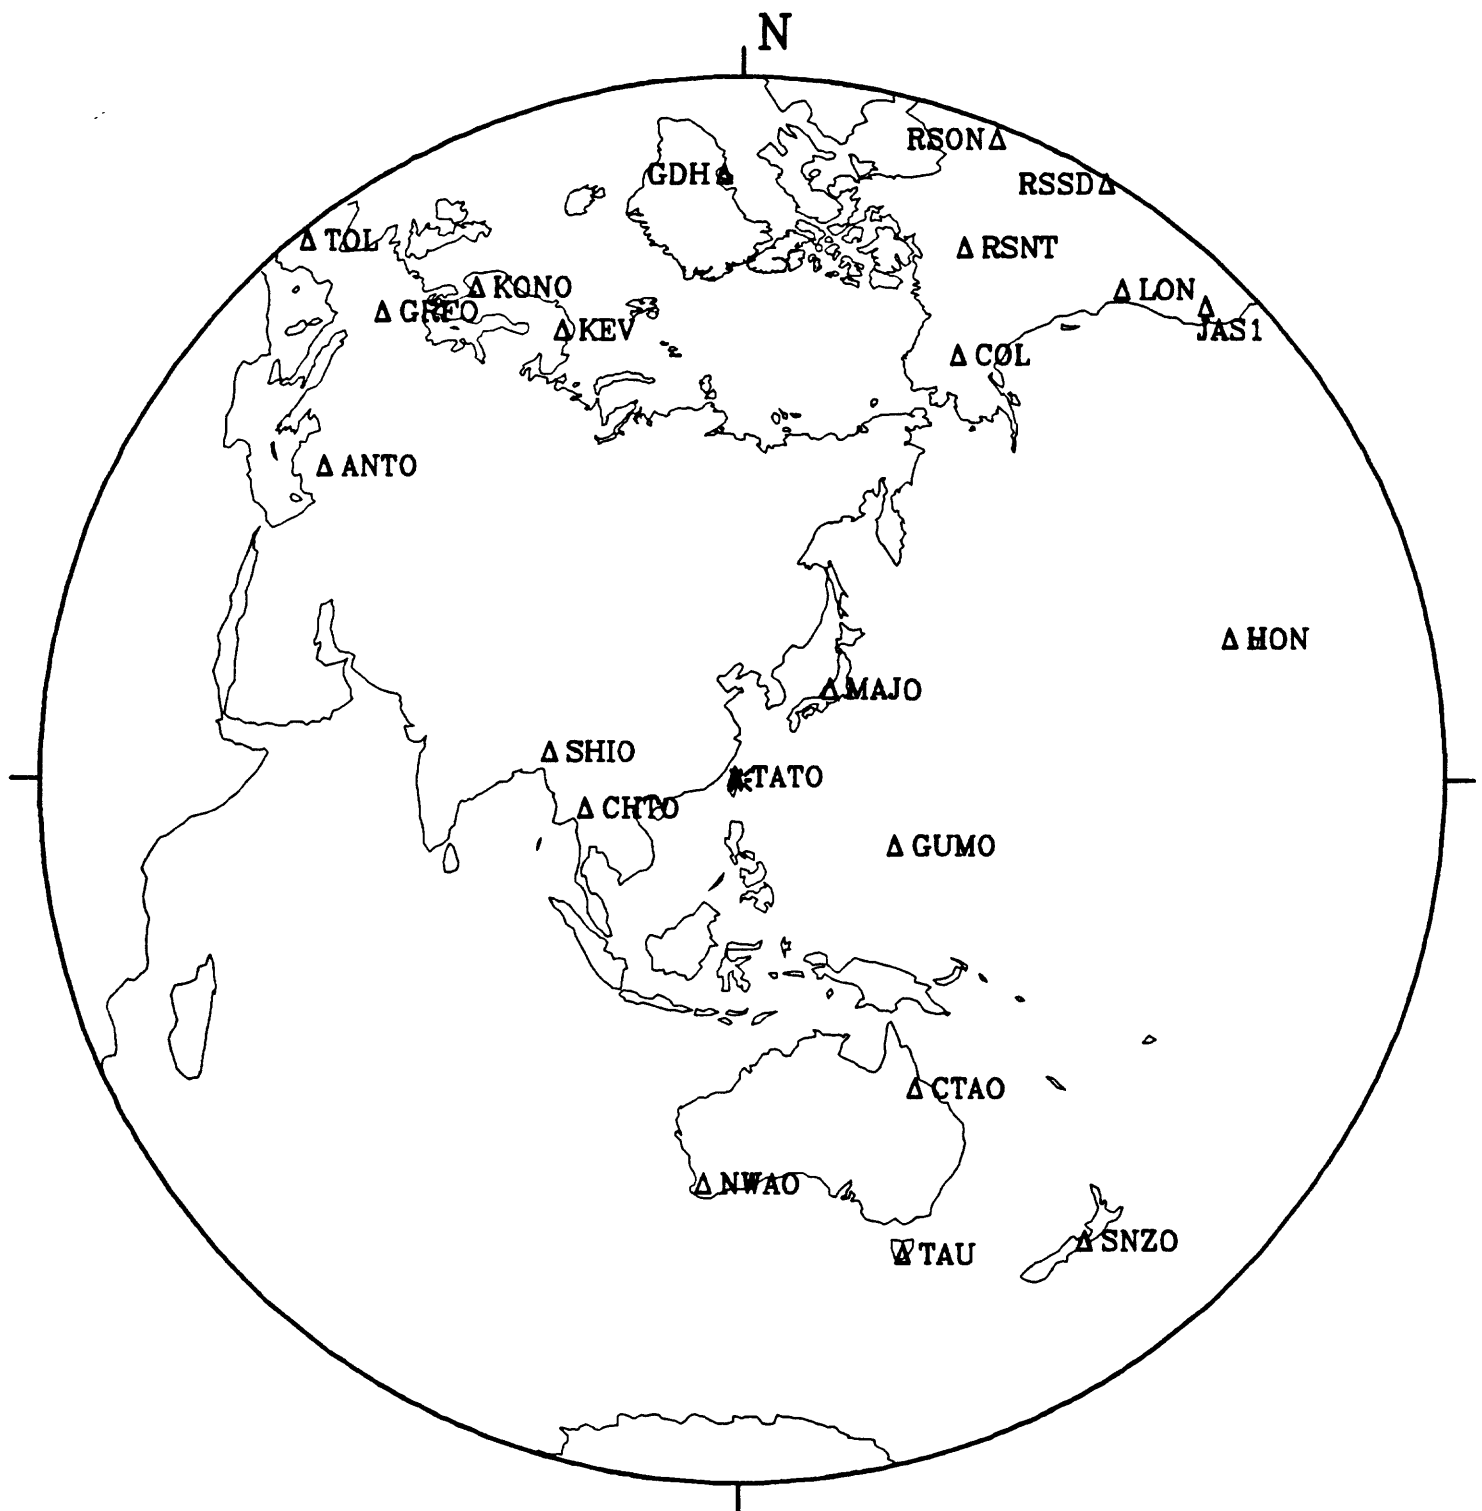 N
RSON
GDH
RSSD
TOL
RSNT
KONO
LON
GRFO
KEV
JAS1
COL
ANTO
HON
MAJO
SHIO
TATO
CHTO
GUMO
CTAO
NWAO
SNZO
TAU